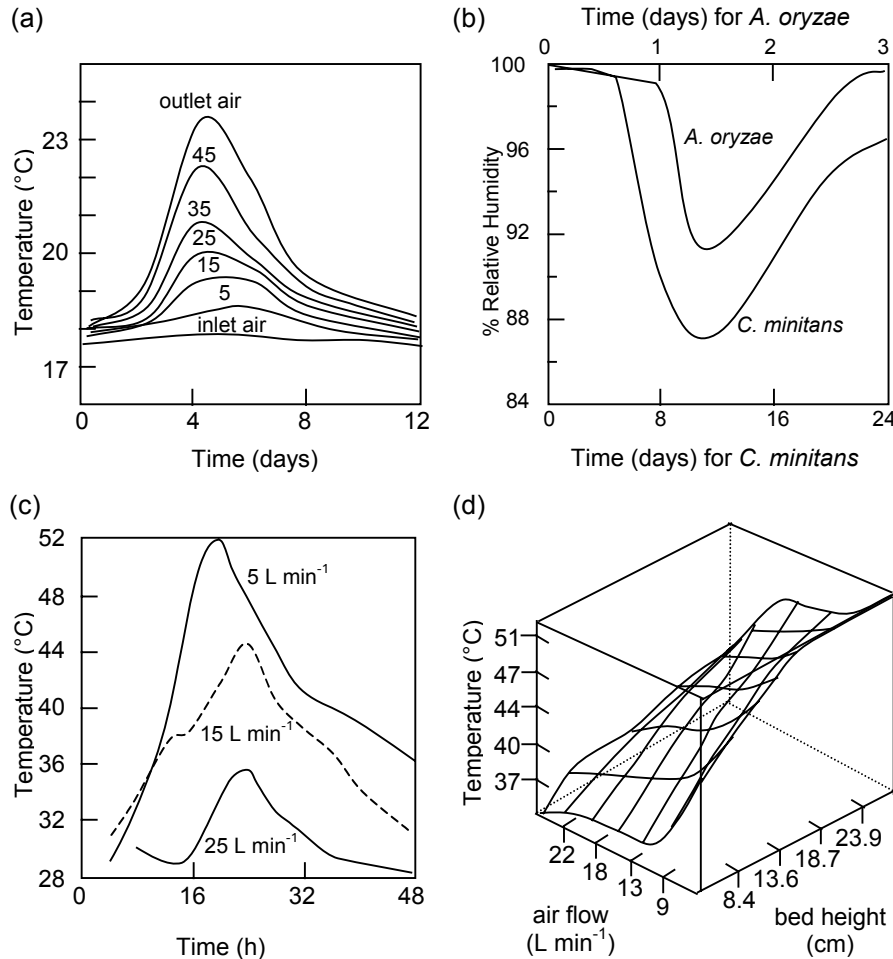 (a)
Temperature (°C)
23
20
17
outlet air
45
35
25
15
5
inlet air
0
4
8
12
Time (days)
(b)
Time (days) for A. oryzae
0
1
2
3
% Relative Humidity
100
96
92
88
84
A. oryzae
C. minitans
0
8
16
24
Time (days) for C. minitans
(c)
Temperature (°C)
52
48
44
40
36
32
28
5 L min⁻¹
15 L min⁻¹
25 L min⁻¹
0
16
32
48
Time (h)
(d)
Temperature (°C)
51
47
44
40
37
22
18
13
9
air flow
(L min⁻¹)
8.4
13.6
18.7
23.9
bed height
(cm)